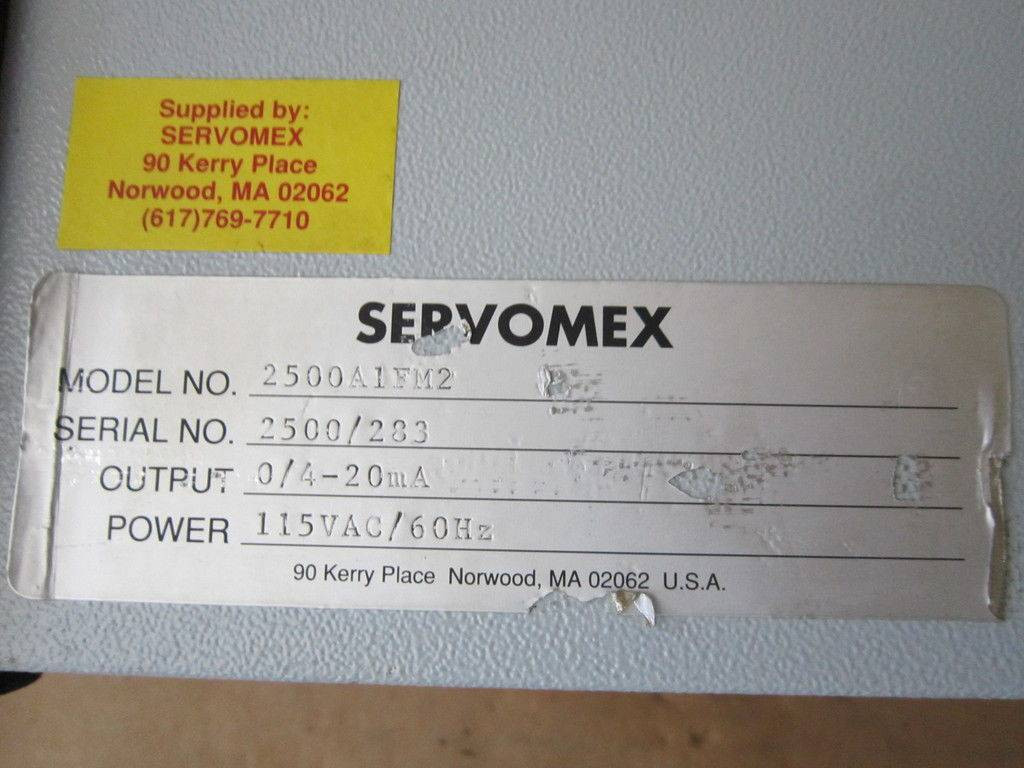 Supplied by:
SERVOMEX
90 Kerry Place
Norwood, MA 02062
(617)769-7710
SERVOMEX
MODEL NO. 2500A1FM2
SERIAL NO. 2500/283
OUTPUT 0/4-20mA
POWER 115VAC/60Hz
90 Kerry Place Norwood, MA 02062 U.S.A.